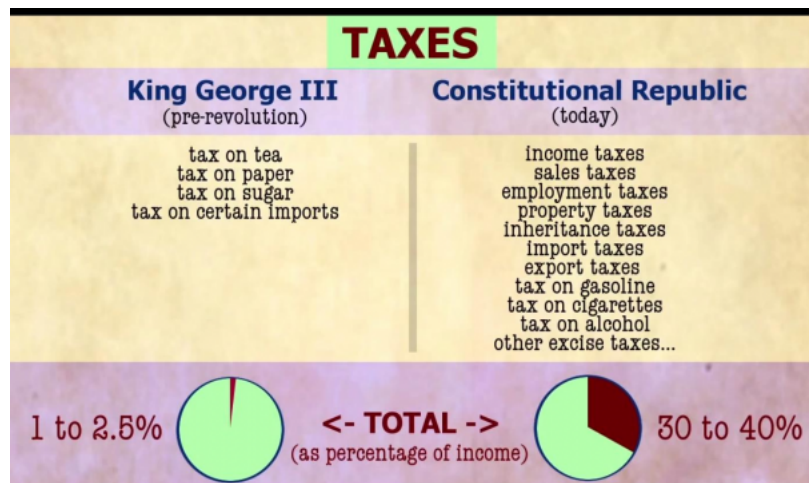 TAXES
King George III
(pre-revolution)
tax on tea
tax on paper
tax on sugar
tax on certain imports
Constitutional Republic
(today)
income taxes
sales taxes
employment taxes
property taxes
inheritance taxes
import taxes
export taxes
tax on gasoline
tax on cigarettes
tax on alcohol
other excise taxes...
1 to 2.5%
<- TOTAL ->
(as percentage of income)
30 to 40%